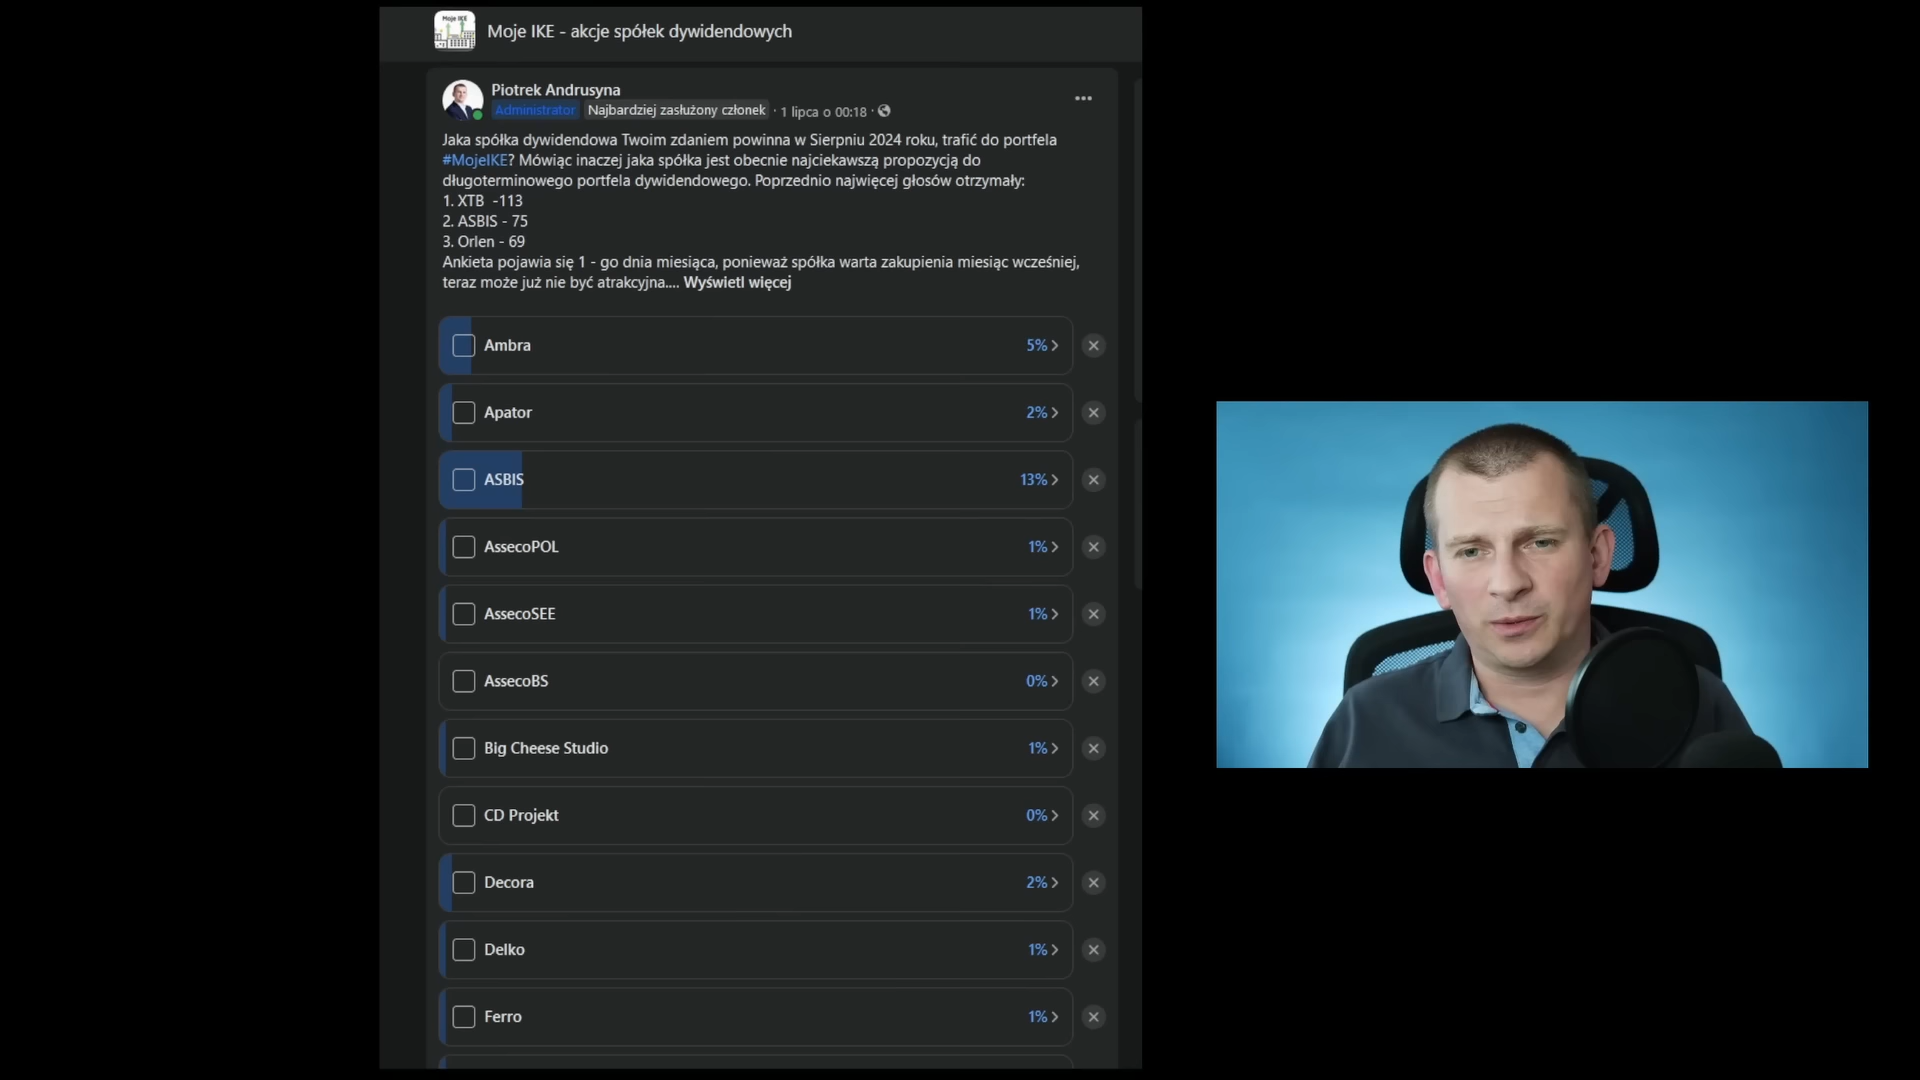 Moje IKE
Moje IKE - akcje spółek dywidendowych
Piotrek Andrusyna
Administrator Najbardziej zasłużony członek · 1 lipca o 00:18 ·
Jaka spółka dywidendowa Twoim zdaniem powinna w Sierpniu 2024 roku, trafić do portfela
#MojeIKE? Mówiąc inaczej jaka spółka jest obecnie najciekawszą propozycją do
długoterminowego portfela dywidendowego. Poprzednio najwięcej głosów otrzymały:
1. XTB -113
2. ASBIS - 75
3. Orlen - 69
Ankieta pojawia się 1 - go dnia miesiąca, ponieważ spółka warta zakupienia miesiąc wcześniej,
teraz może już nie być atrakcyjna.... Wyświetl więcej
Ambra 5%
Apator 2%
ASBIS 13%
AssecoPOL 1%
AssecoSEE 1%
AssecoBS 0%
Big Cheese Studio 1%
CD Projekt 0%
Decora 2%
Delko 1%
Ferro 1%